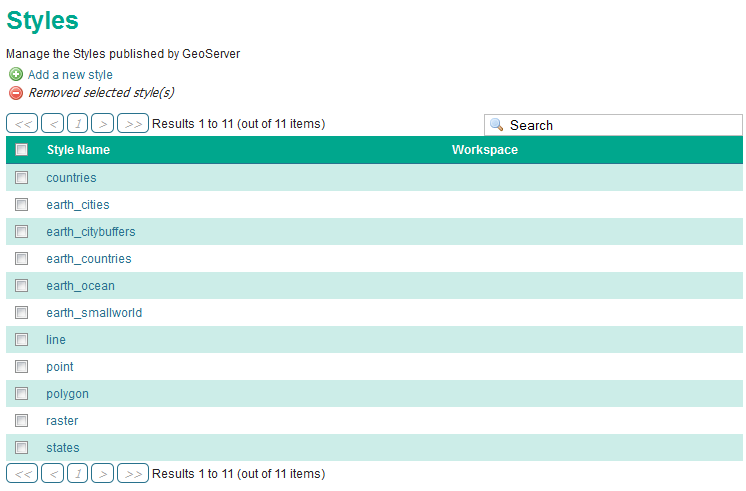 Styles
Manage the Styles published by GeoServer
Add a new style
Removed selected style(s)
<< < 1 > >> Results 1 to 11 (out of 11 items) Search
Style Name Workspace
countries
earth_cities
earth_citybuffers
earth_countries
earth_ocean
earth_smallworld
line
point
polygon
raster
states
<< < 1 > >> Results 1 to 11 (out of 11 items)